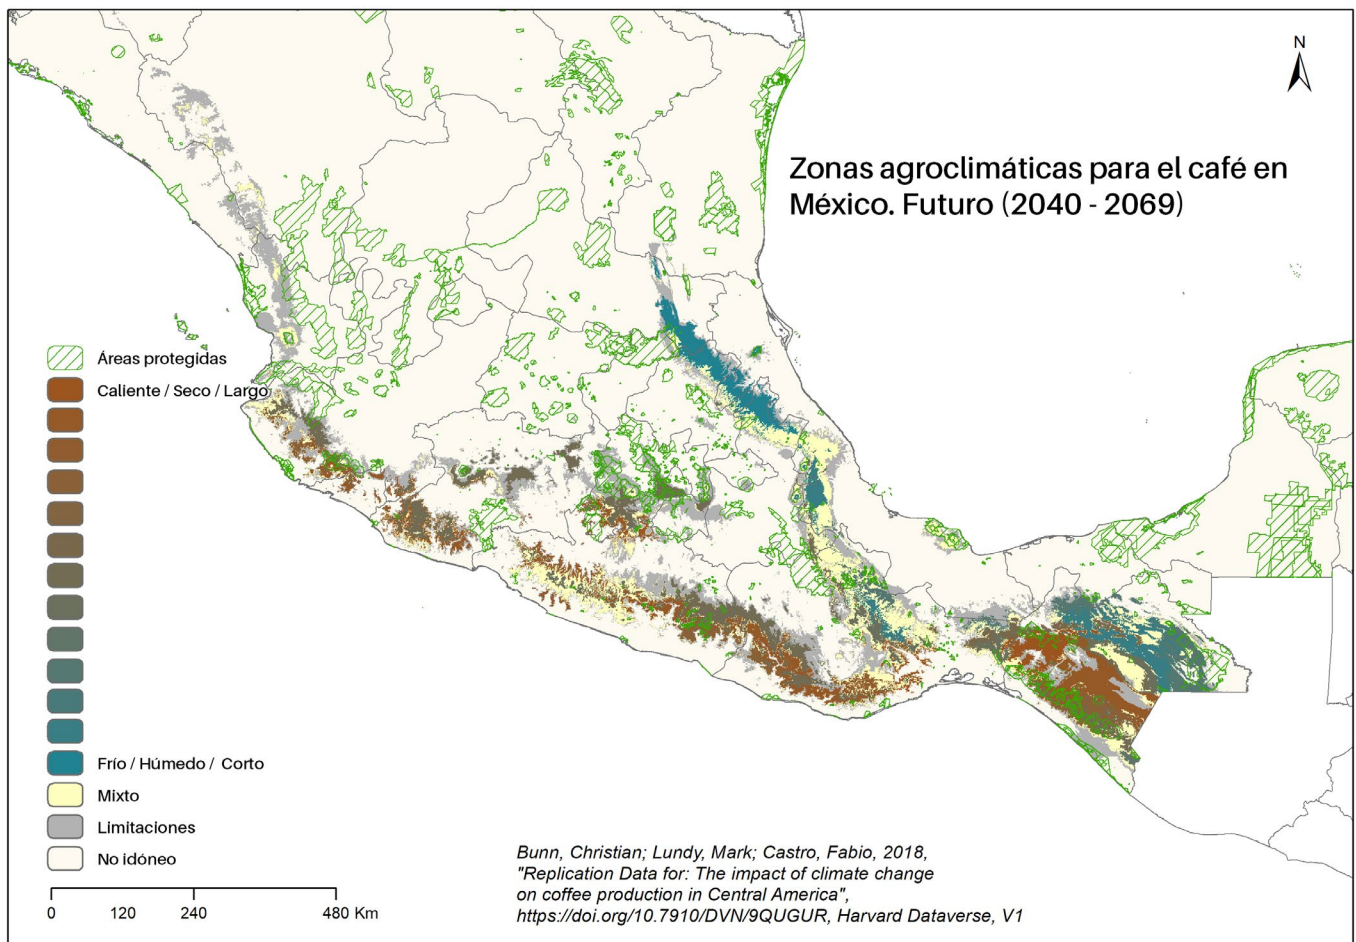 N
Zonas agroclimáticas para el café en
México. Futuro (2040 - 2069)
Áreas protegidas
Caliente / Seco / Largo
Frío / Húmedo / Corto
Mixto
Limitaciones
No idóneo
0 120 240 480 Km
Bunn, Christian; Lundy, Mark; Castro, Fabio, 2018,
"Replication Data for: The impact of climate change
on coffee production in Central America",
https://doi.org/10.7910/DVN/9QUGUR, Harvard Dataverse, V1